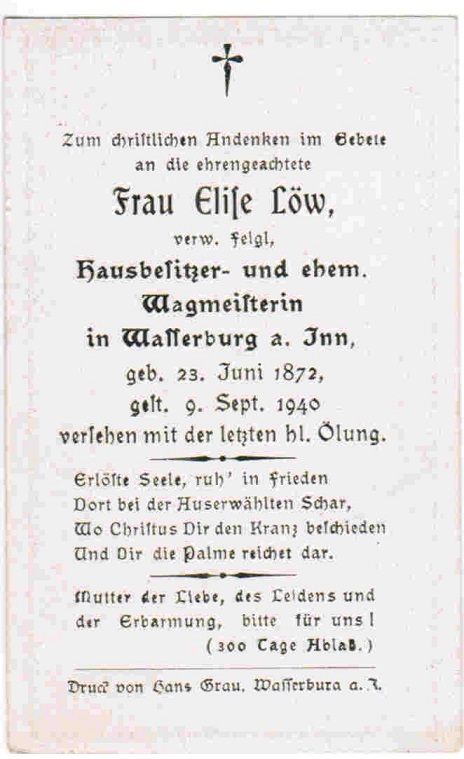 Zum chriſtlichen Andenken im Gebete
an die ehrengeachtete
Frau Eliſe Löw,
verw. Feigl,
Hausbeſitzer- und ehem.
Wagmeiſterin
in Waſſerburg a. Inn,
geb. 23. Juni 1872,
geſt. 9. Sept. 1940
verſehen mit der letzten hl. Ölung.
Erlöſte Seele, ruh' in Frieden
Dort bei der Auserwählten Schar,
Wo Chriſtus Dir den Kranz beſchieden
Und Dir die Palme reichet dar.
Mutter der Liebe, des Leidens und
der Erbarmung, bitte für uns!
(300 Tage Ablaß.)
Druck von Hans Grau, Waſſerburg a. J.